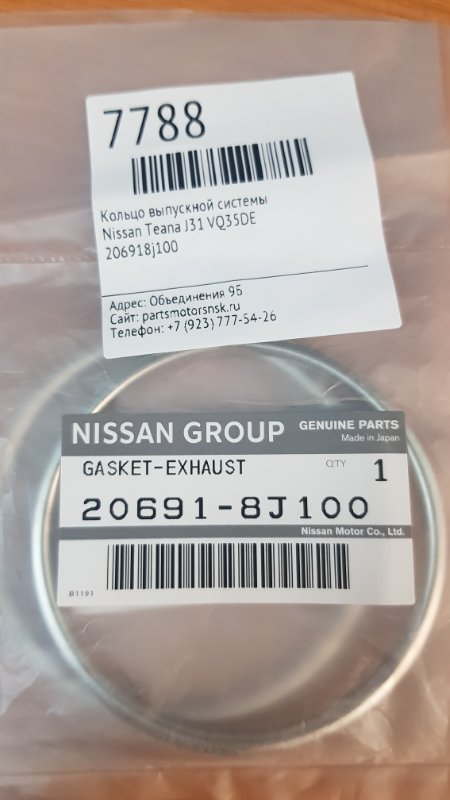 7788
Кольцо выпускной системы
Nissan Teana J31 VQ35DE
206918j100
Адрес: Объединения 9Б
Сайт: partsmotorsnsk.ru
Телефон: +7 (923) 777-54-26
NISSAN GROUP GENUINE PARTS
Made in Japan
GASKET-EXHAUST QTY 1
20691-8J100
Nissan Motor Co., Ltd.
B1191